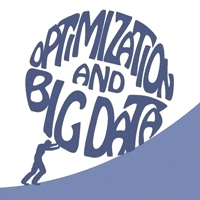 OPTIMIZATION
AND
BIG DATA